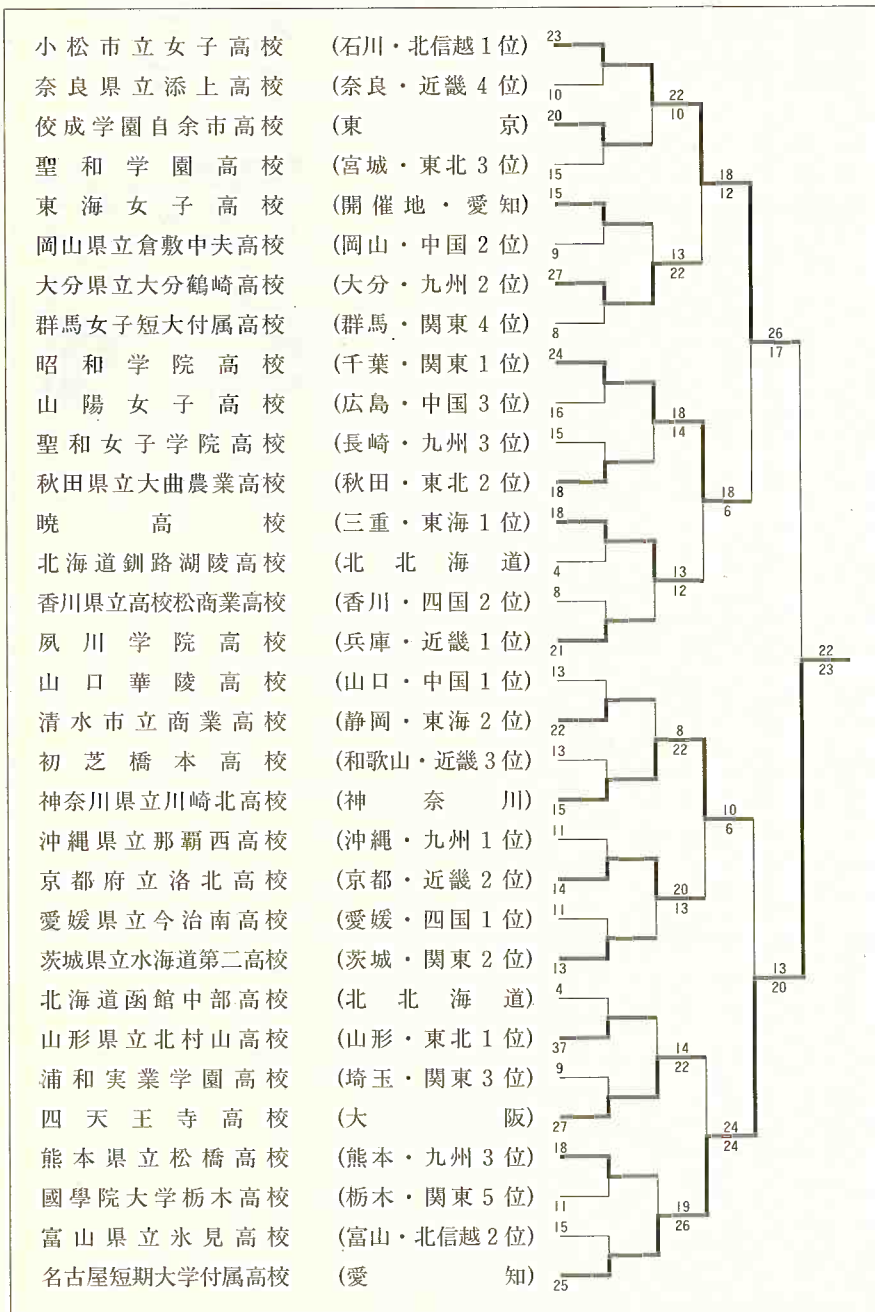 小松市立女子高校 (石川・北信越1位) 23
奈良県立添上高校 (奈良・近畿4位) 10
佼成学園自余市高校 (東京) 20
聖和学園高校 (宮城・東北3位) 15
東海女子高校 (開催地・愛知) 15
岡山県立倉敷中夫高校 (岡山・中国2位) 9
大分県立大分鶴崎高校 (大分・九州2位) 27
群馬女子短大付属高校 (群馬・関東4位) 8
昭和学院高校 (千葉・関東1位) 24
山陽女子高校 (広島・中国3位) 16
聖和女子学院高校 (長崎・九州3位) 15
秋田県立大曲農業高校 (秋田・東北2位) 18
暁高校 (三重・東海1位) 18
北海道釧路湖陵高校 (北北海道) 4
香川県立高校松商業高校 (香川・四国2位) 8
夙川学院高校 (兵庫・近畿1位) 21
山口華陵高校 (山口・中国1位) 13
清水市立商業高校 (静岡・東海2位) 22
初芝橋本高校 (和歌山・近畿3位) 13
神奈川県立川崎北高校 (神奈川) 15
沖縄県立那覇西高校 (沖縄・九州1位) 11
京都府立洛北高校 (京都・近畿2位) 14
愛媛県立今治南高校 (愛媛・四国1位) 11
茨城県立水海道第二高校 (茨城・関東2位) 13
北海道函館中部高校 (北北海道) 4
山形県立北村山高校 (山形・東北1位) 37
浦和実業学園高校 (埼玉・関東3位) 9
四天王寺高校 (大阪) 27
熊本県立松橋高校 (熊本・九州3位) 18
國學院大学栃木高校 (栃木・関東5位) 11
富山県立氷見高校 (富山・北信越2位) 15
名古屋短期大学付属高校 (愛知) 25
22
10
13
22
18
14
13
12
8
22
20
13
14
22
19
26
18
12
18
6
10
6
24
24
26
17
13
20
22
23